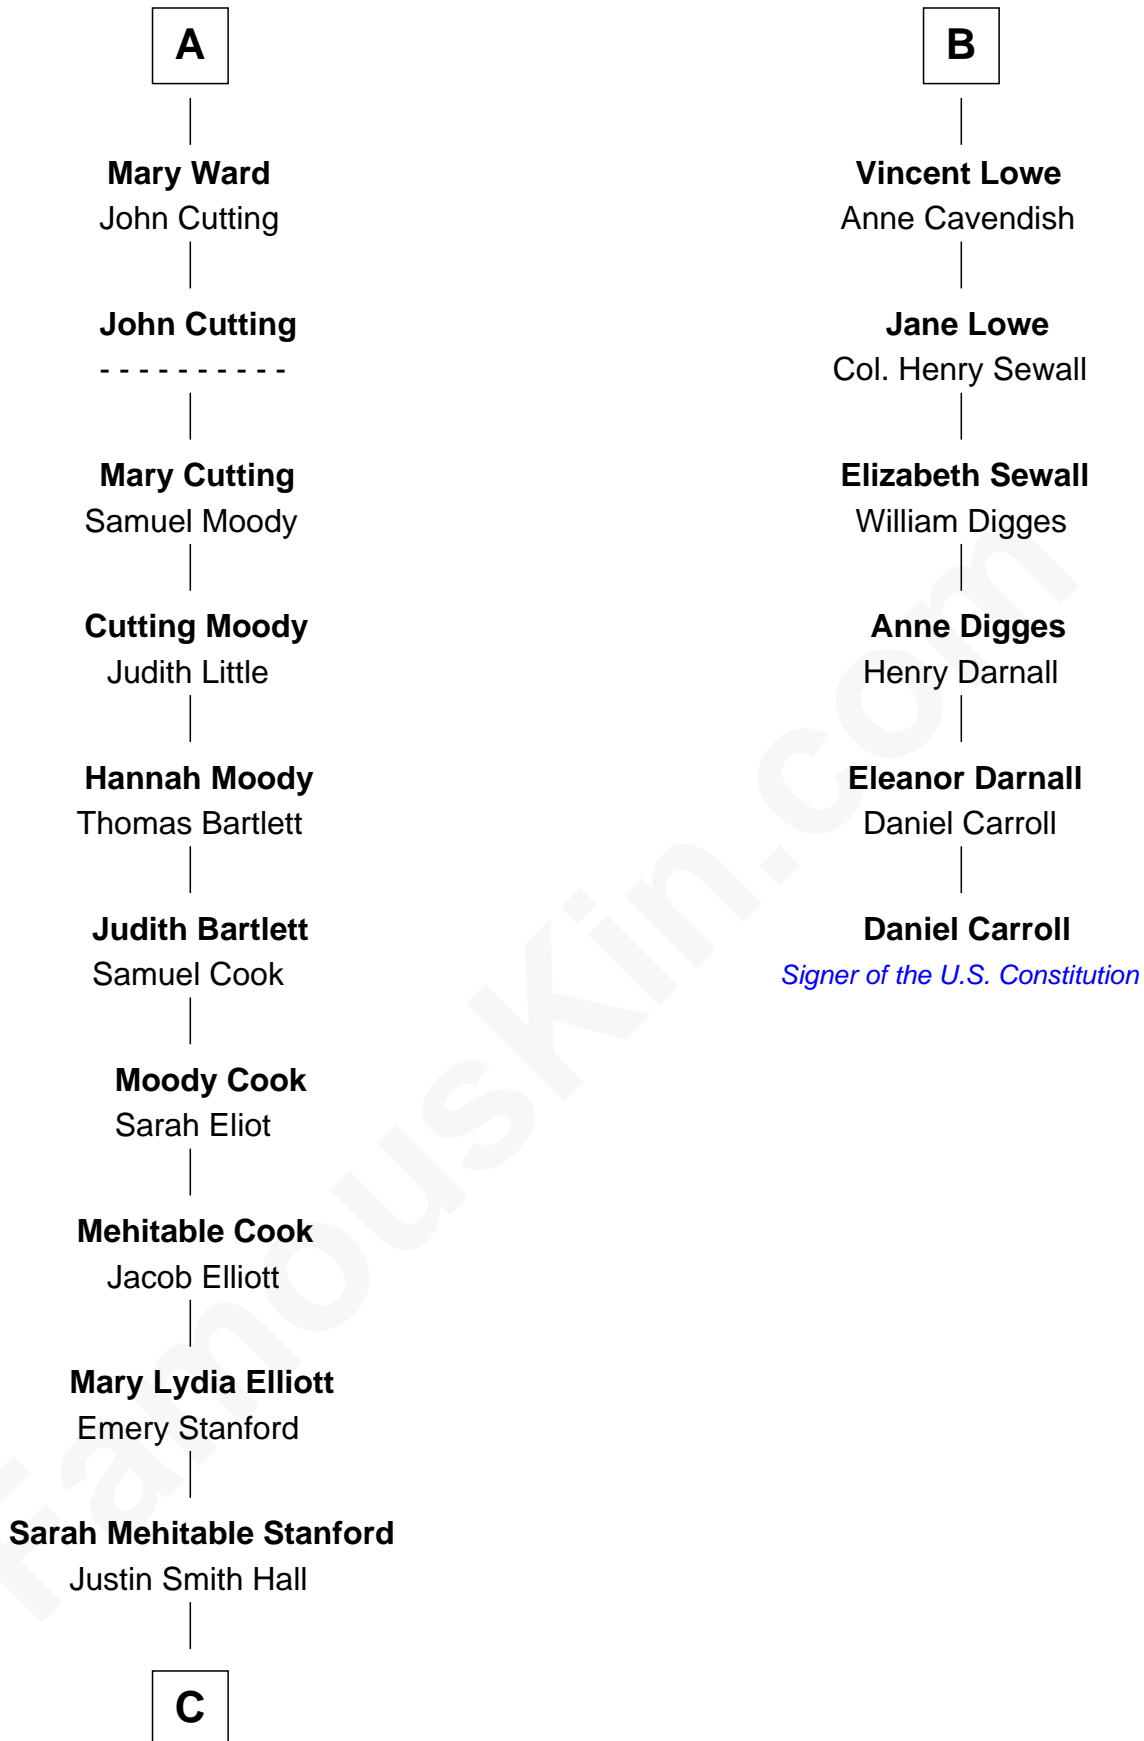 A
Mary Ward
John Cutting
John Cutting
- - - - - - - - - -
Mary Cutting
Samuel Moody
Cutting Moody
Judith Little
Hannah Moody
Thomas Bartlett
Judith Bartlett
Samuel Cook
Moody Cook
Sarah Eliot
Mehitable Cook
Jacob Elliott
Mary Lydia Elliott
Emery Stanford
Sarah Mehitable Stanford
Justin Smith Hall
C
B
Vincent Lowe
Anne Cavendish
Jane Lowe
Col. Henry Sewall
Elizabeth Sewall
William Digges
Anne Digges
Henry Darnall
Eleanor Darnall
Daniel Carroll
Daniel Carroll
Signer of the U.S. Constitution
FamousKin.com